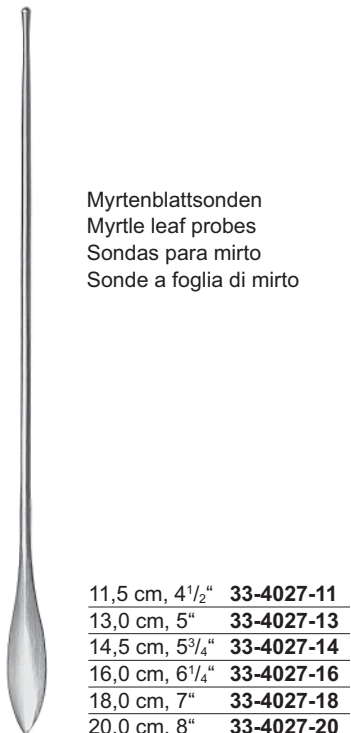 Myrtenblattsonden
Myrtle leaf probes
Sondas para mirto
Sonde a foglia di mirto
11,5 cm, 4¹/₂“ 33-4027-11
13,0 cm, 5“ 33-4027-13
14,5 cm, 5³/₄“ 33-4027-14
16,0 cm, 6¹/₄“ 33-4027-16
18,0 cm, 7“ 33-4027-18
20,0 cm, 8“ 33-4027-20